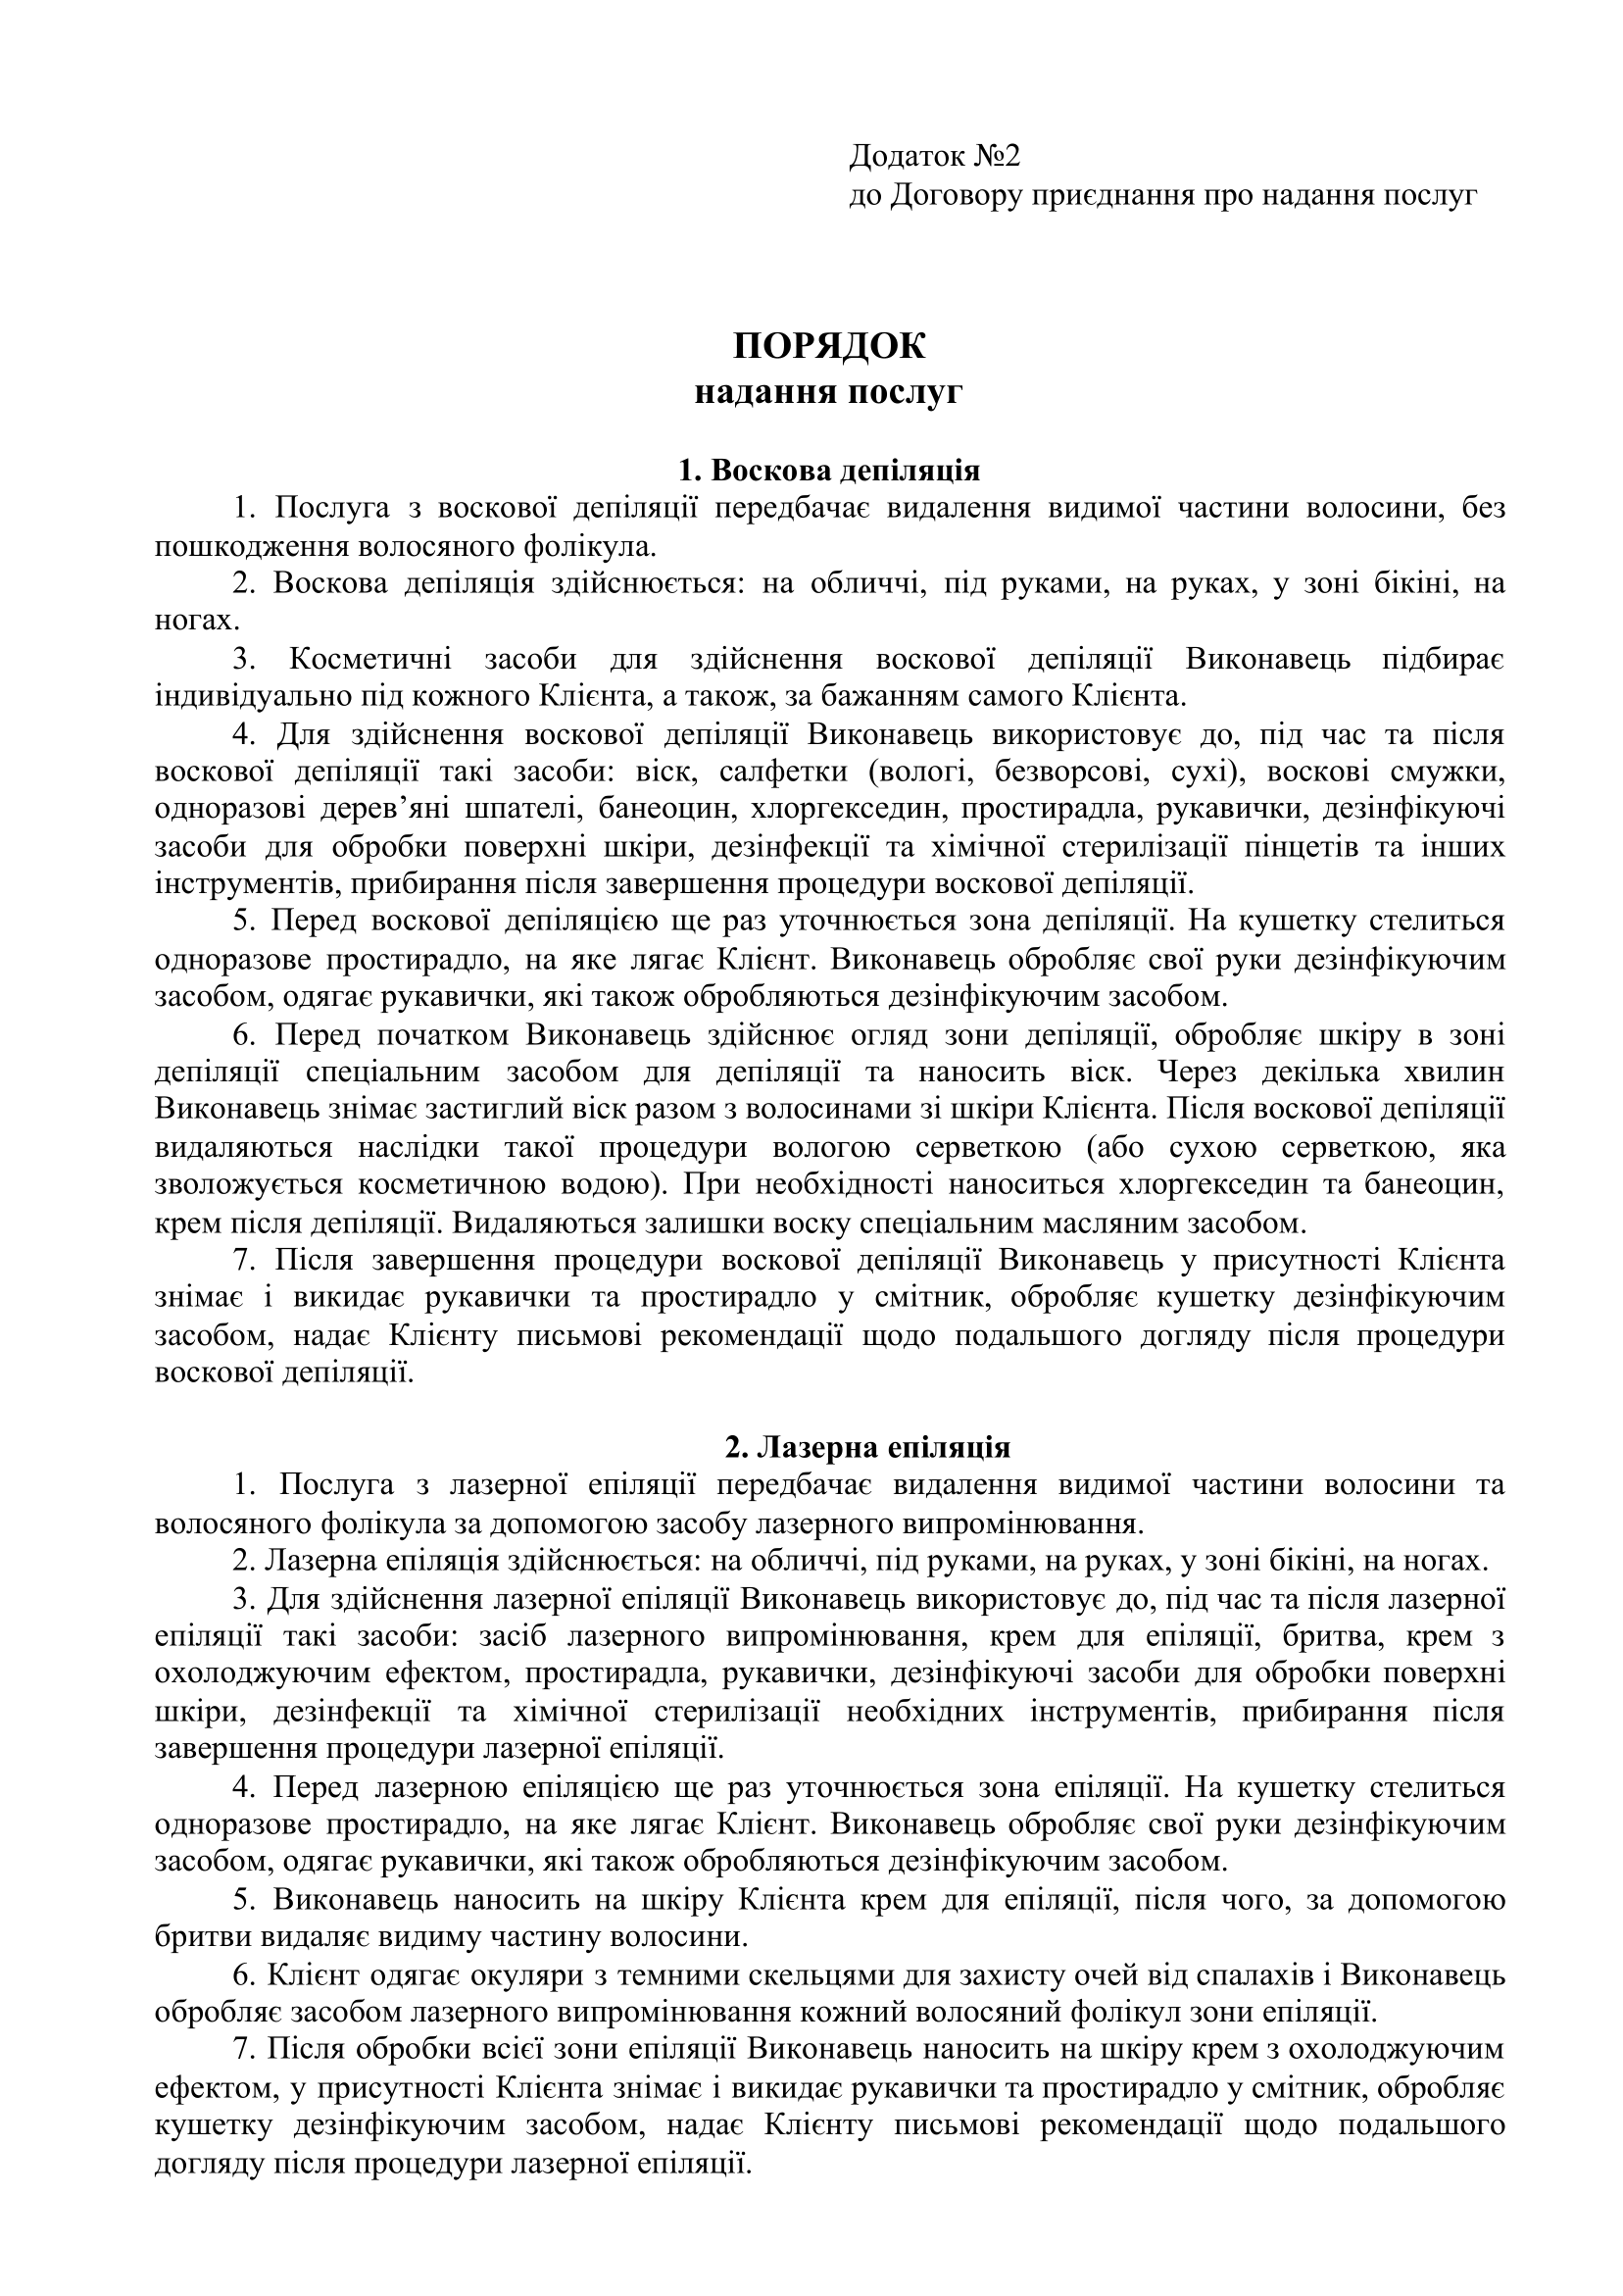 Додаток №2
до Договору приєднання про надання послуг
ПОРЯДОК
надання послуг
1. Воскова депіляція
1. Послуга з воскової депіляції передбачає видалення видимої частини волосини, без
пошкодження волосяного фолікула.
2. Воскова депіляція здійснюється: на обличчі, під руками, на руках, у зоні бікіні, на
ногах.
3. Косметичні засоби для здійснення воскової депіляції Виконавець підбирає
індивідуально під кожного Клієнта, а також, за бажанням самого Клієнта.
4. Для здійснення воскової депіляції Виконавець використовує до, під час та після
воскової депіляції такі засоби: віск, салфетки (вологі, безворсові, сухі), воскові смужки,
одноразові дерев’яні шпателі, банеоцин, хлоргекседин, простирадла, рукавички, дезінфікуючі
засоби для обробки поверхні шкіри, дезінфекції та хімічної стерилізації пінцетів та інших
інструментів, прибирання після завершення процедури воскової депіляції.
5. Перед воскової депіляцією ще раз уточнюється зона депіляції. На кушетку стелиться
одноразове простирадло, на яке лягає Клієнт. Виконавець обробляє свої руки дезінфікуючим
засобом, одягає рукавички, які також обробляються дезінфікуючим засобом.
6. Перед початком Виконавець здійснює огляд зони депіляції, обробляє шкіру в зоні
депіляції спеціальним засобом для депіляції та наносить віск. Через декілька хвилин
Виконавець знімає застиглий віск разом з волосинами зі шкіри Клієнта. Після воскової депіляції
видаляються наслідки такої процедури вологою серветкою (або сухою серветкою, яка
зволожується косметичною водою). При необхідності наноситься хлоргекседин та банеоцин,
крем після депіляції. Видаляються залишки воску спеціальним масляним засобом.
7. Після завершення процедури воскової депіляції Виконавець у присутності Клієнта
знімає і викидає рукавички та простирадло у смітник, обробляє кушетку дезінфікуючим
засобом, надає Клієнту письмові рекомендації щодо подальшого догляду після процедури
воскової депіляції.
2. Лазерна епіляція
1. Послуга з лазерної епіляції передбачає видалення видимої частини волосини та
волосяного фолікула за допомогою засобу лазерного випромінювання.
2. Лазерна епіляція здійснюється: на обличчі, під руками, на руках, у зоні бікіні, на ногах.
3. Для здійснення лазерної епіляції Виконавець використовує до, під час та після лазерної
епіляції такі засоби: засіб лазерного випромінювання, крем для епіляції, бритва, крем з
охолоджуючим ефектом, простирадла, рукавички, дезінфікуючі засоби для обробки поверхні
шкіри, дезінфекції та хімічної стерилізації необхідних інструментів, прибирання після
завершення процедури лазерної епіляції.
4. Перед лазерною епіляцією ще раз уточнюється зона епіляції. На кушетку стелиться
одноразове простирадло, на яке лягає Клієнт. Виконавець обробляє свої руки дезінфікуючим
засобом, одягає рукавички, які також обробляються дезінфікуючим засобом.
5. Виконавець наносить на шкіру Клієнта крем для епіляції, після чого, за допомогою
бритви видаляє видиму частину волосини.
6. Клієнт одягає окуляри з темними скельцями для захисту очей від спалахів і Виконавець
обробляє засобом лазерного випромінювання кожний волосяний фолікул зони епіляції.
7. Після обробки всієї зони епіляції Виконавець наносить на шкіру крем з охолоджуючим
ефектом, у присутності Клієнта знімає і викидає рукавички та простирадло у смітник, обробляє
кушетку дезінфікуючим засобом, надає Клієнту письмові рекомендації щодо подальшого
догляду після процедури лазерної епіляції.